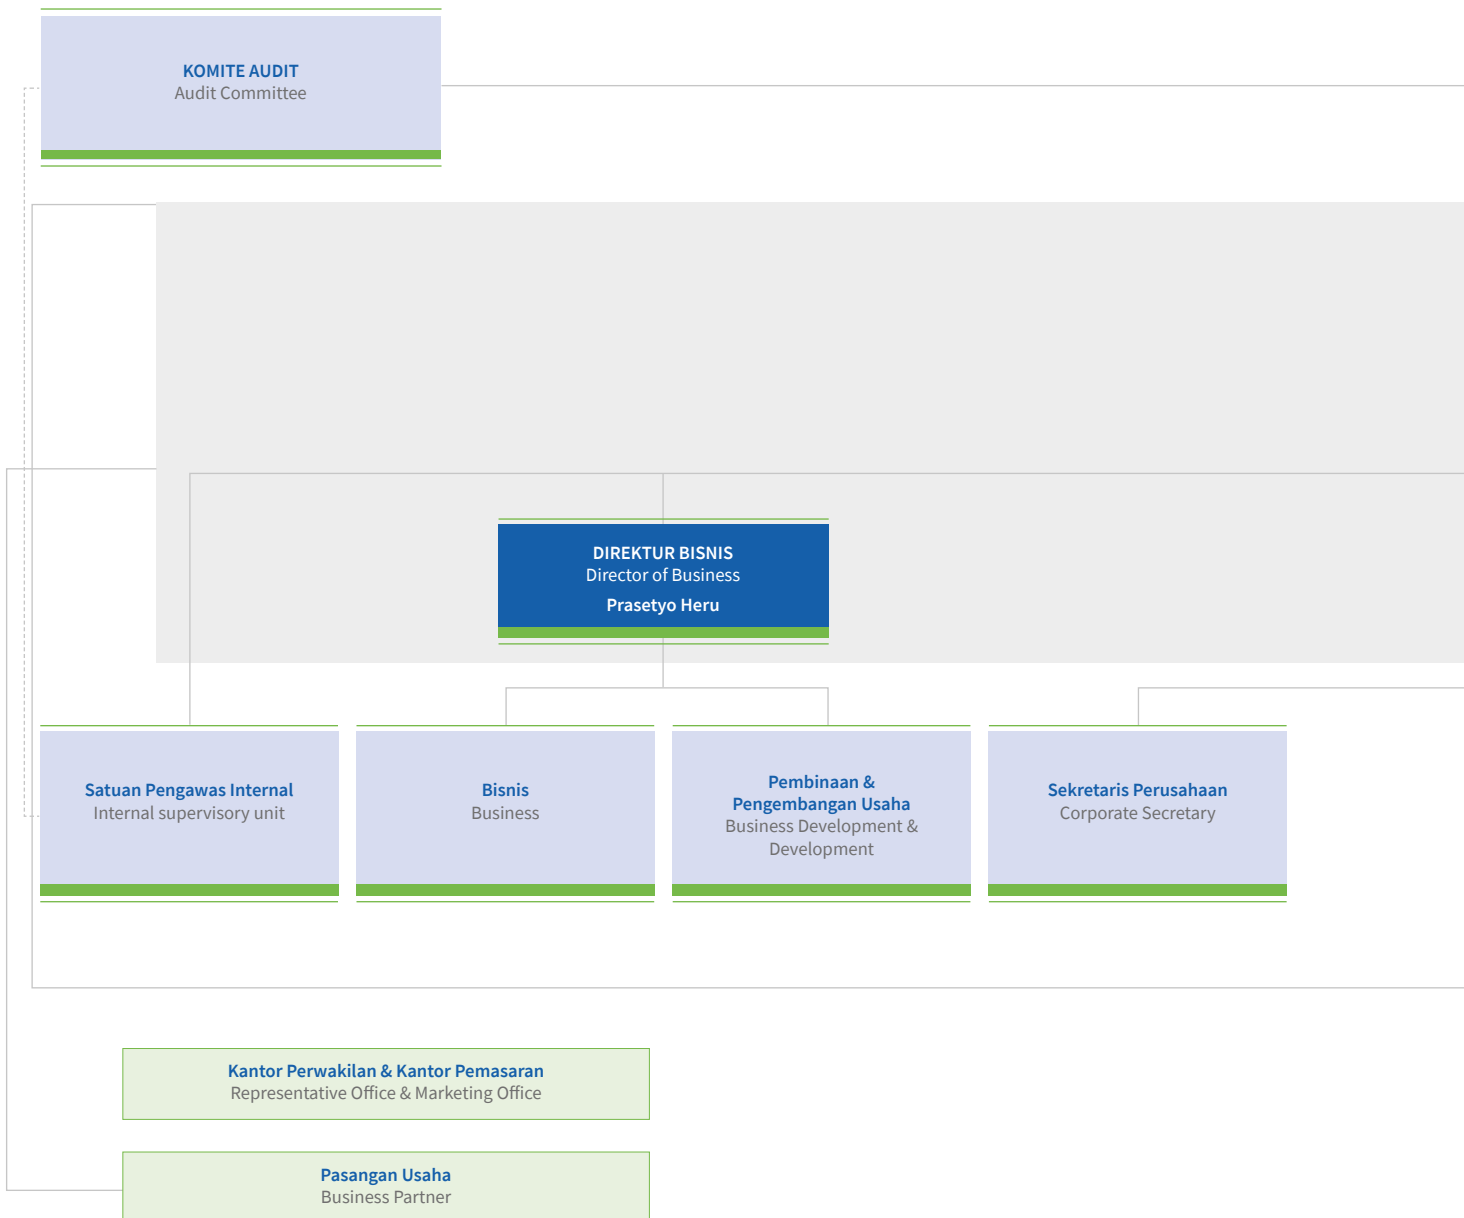 KOMITE AUDIT
Audit Committee
DIREKTUR BISNIS
Director of Business
Prasetyo Heru
Satuan Pengawas Internal
Internal supervisory unit
Bisnis
Business
Pembinaan &
Pengembangan Usaha
Business Development &
Development
Sekretaris Perusahaan
Corporate Secretary
Kantor Perwakilan & Kantor Pemasaran
Representative Office & Marketing Office
Pasangan Usaha
Business Partner